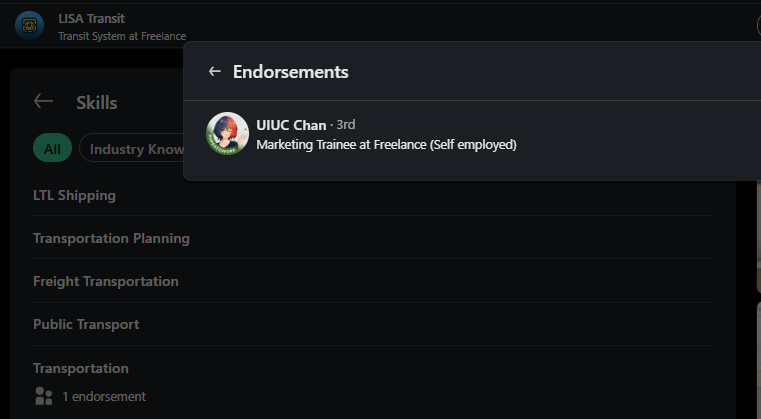 LISA Transit
Transit System at Freelance
Endorsements
UIUC Chan · 3rd
Marketing Trainee at Freelance (Self employed)
Skills
All
Industry Know
LTL Shipping
Transportation Planning
Freight Transportation
Public Transport
Transportation
1 endorsement